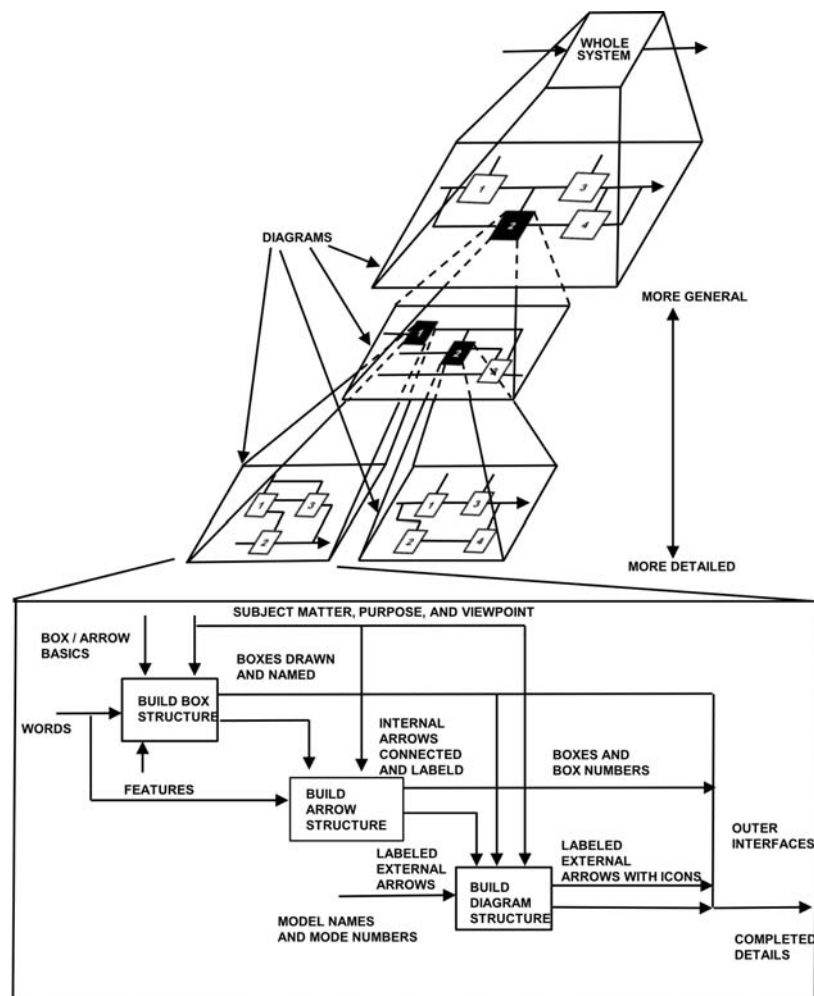 WHOLE
SYSTEM
1
3
2
4
DIAGRAMS
MORE GENERAL
1
2
1
3
2
1
3
2
4
MORE DETAILED
SUBJECT MATTER, PURPOSE, AND VIEWPOINT
BOX / ARROW
BASICS
BOXES DRAWN
AND NAMED
BUILD BOX
STRUCTURE
WORDS
INTERNAL
ARROWS
CONNECTED
AND LABELD
BOXES AND
BOX NUMBERS
FEATURES
BUILD
ARROW
STRUCTURE
OUTER
INTERFACES
LABELED
EXTERNAL
ARROWS
LABELED
EXTERNAL
ARROWS WITH ICONS
BUILD
DIAGRAM
STRUCTURE
MODEL NAMES
AND MODE NUMBERS
COMPLETED
DETAILS